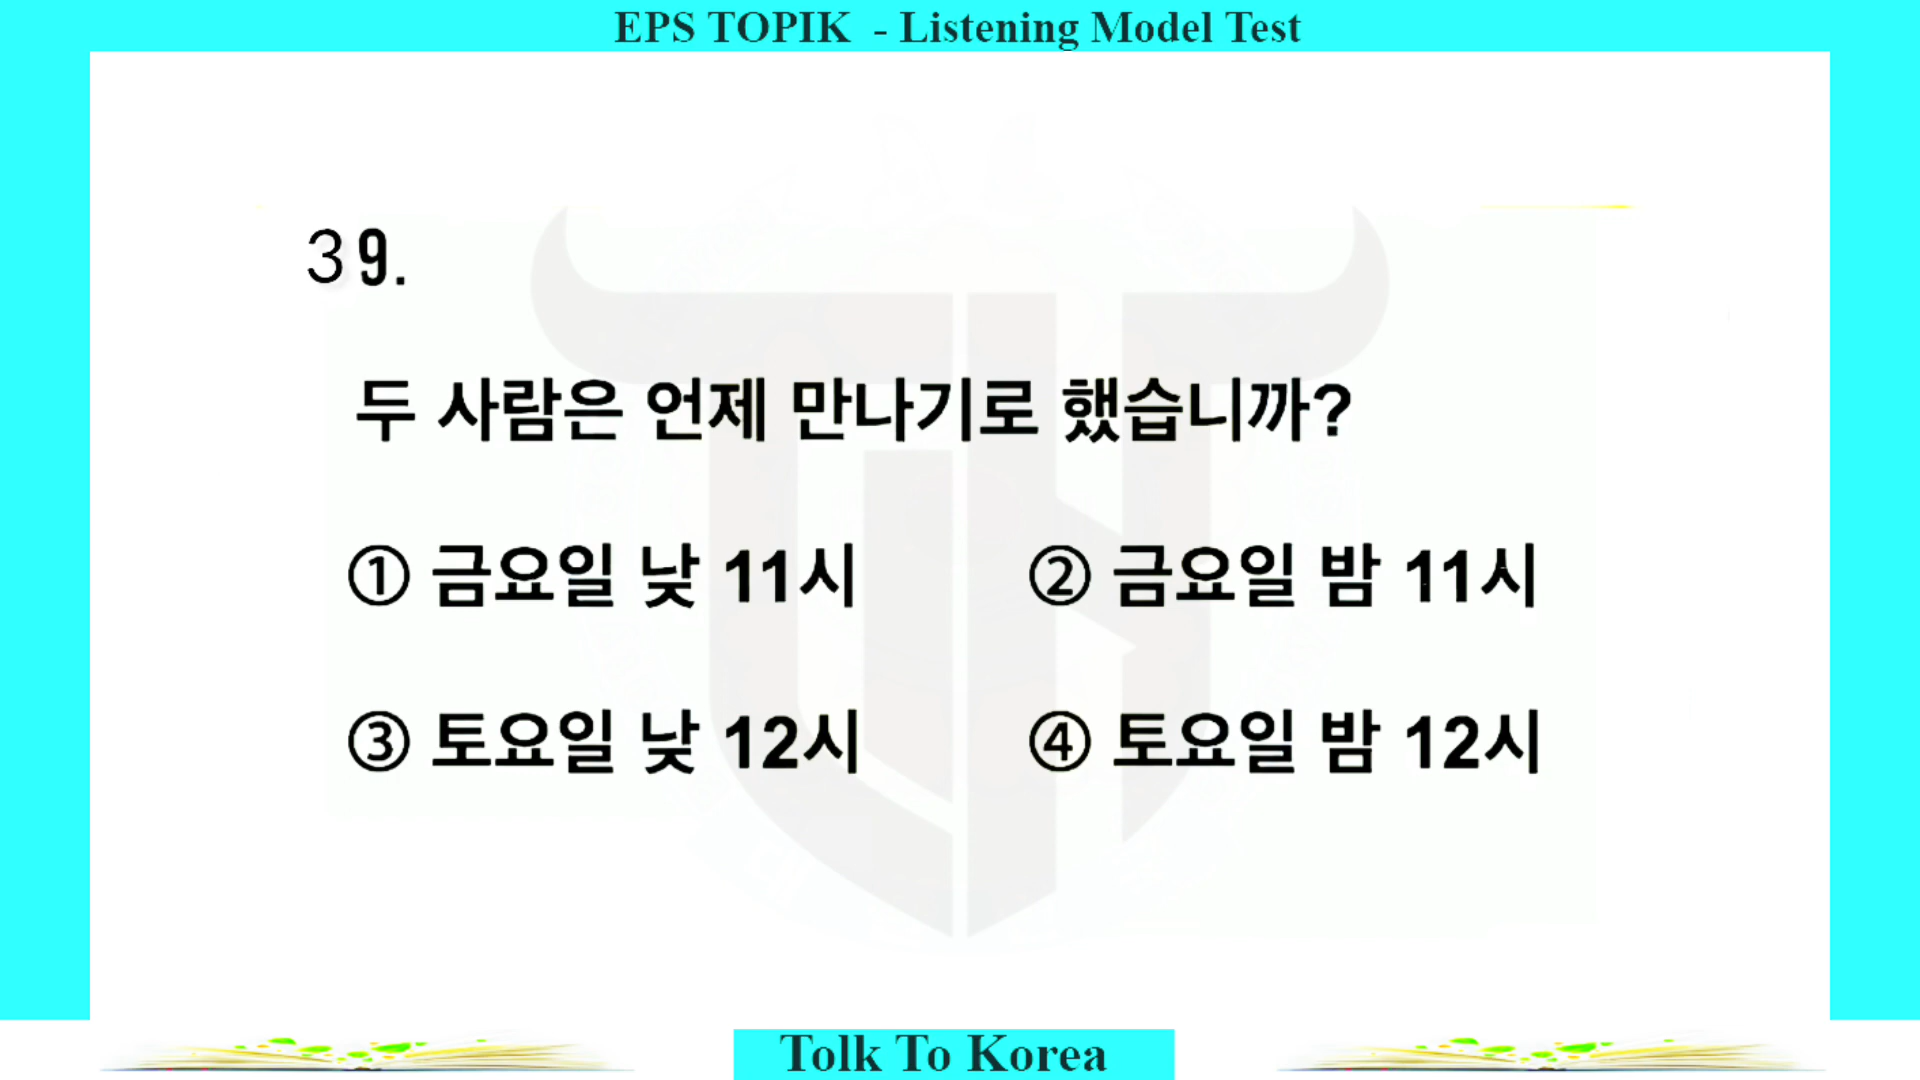 EPS TOPIK - Listening Model Test
39.
두 사람은 언제 만나기로 했습니까?
① 금요일 낮 11시
② 금요일 밤 11시
③ 토요일 낮 12시
④ 토요일 밤 12시
Tolk To Korea